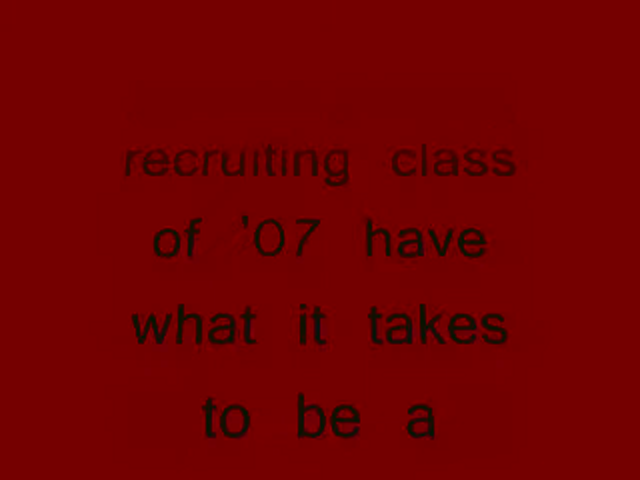 recruiting class
of '07 have
what it takes
to be a